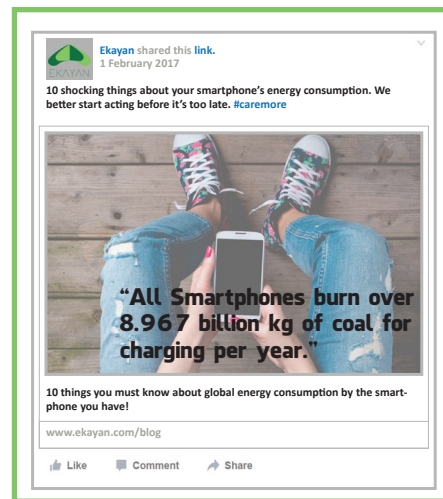 EKAYAN
Ekayan shared this link.
1 February 2017
10 shocking things about your smartphone's energy consumption. We
better start acting before it's too late. #caremore
“All Smartphones burn over
8.967 billion kg of coal for
charging per year.”
10 things you must know about global energy consumption by the smart-
phone you have!
www.ekayan.com/blog
Like Comment Share